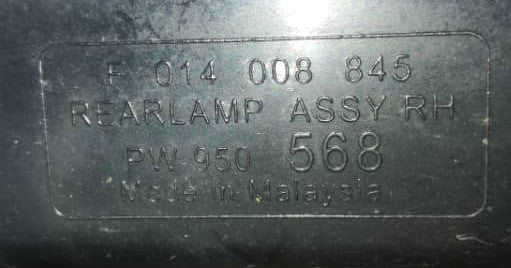 F 014 008 845
REARLAMP ASSY RH
PW 950 568
Made in Malaysia